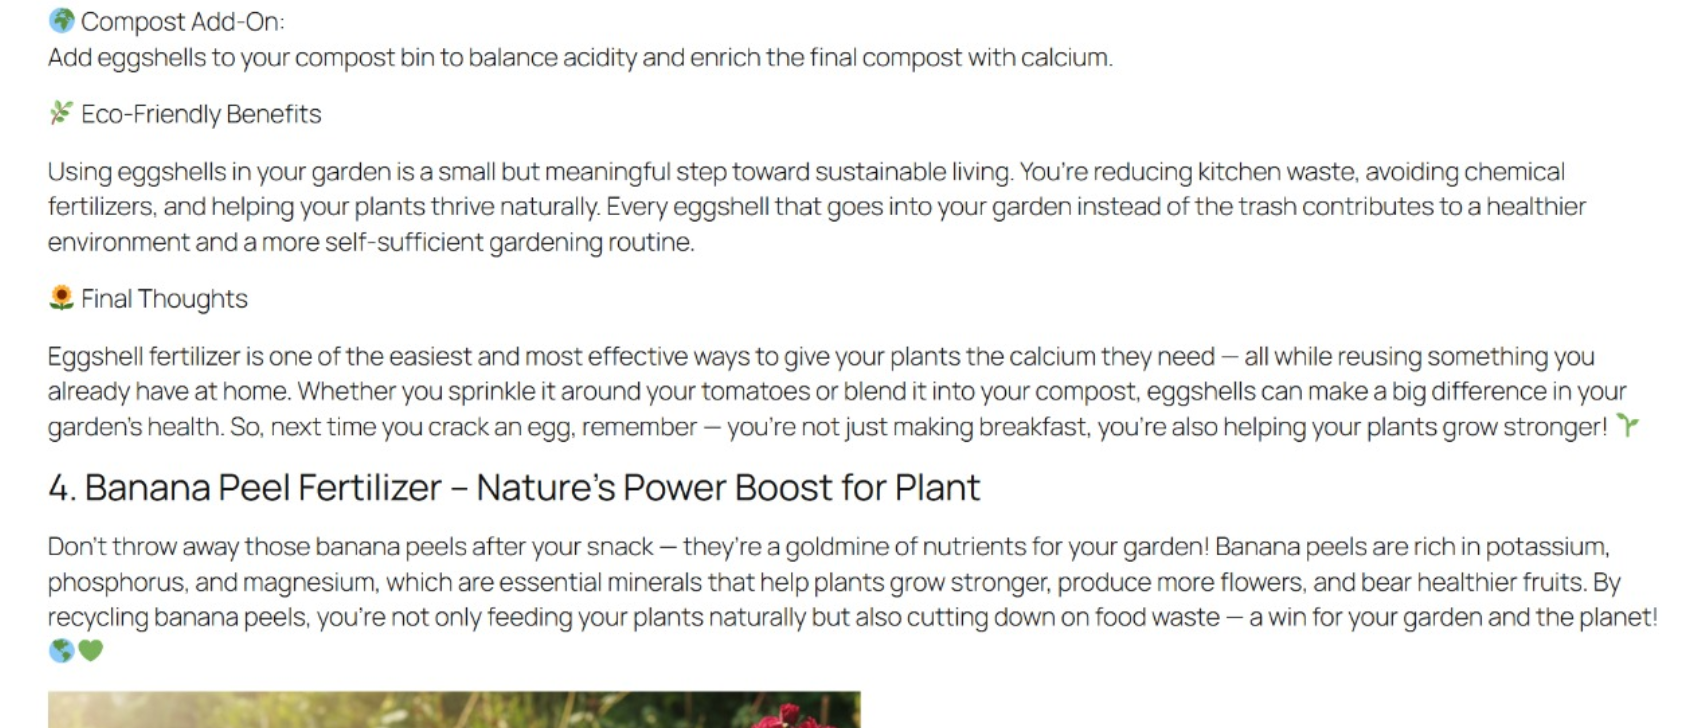 🌍 Compost Add-On:
Add eggshells to your compost bin to balance acidity and enrich the final compost with calcium.
🌿 Eco-Friendly Benefits
Using eggshells in your garden is a small but meaningful step toward sustainable living. You’re reducing kitchen waste, avoiding chemical
fertilizers, and helping your plants thrive naturally. Every eggshell that goes into your garden instead of the trash contributes to a healthier
environment and a more self-sufficient gardening routine.
🌻 Final Thoughts
Eggshell fertilizer is one of the easiest and most effective ways to give your plants the calcium they need — all while reusing something you
already have at home. Whether you sprinkle it around your tomatoes or blend it into your compost, eggshells can make a big difference in your
garden’s health. So, next time you crack an egg, remember — you’re not just making breakfast, you’re also helping your plants grow stronger! 🌱
4. Banana Peel Fertilizer – Nature’s Power Boost for Plant
Don’t throw away those banana peels after your snack — they’re a goldmine of nutrients for your garden! Banana peels are rich in potassium,
phosphorus, and magnesium, which are essential minerals that help plants grow stronger, produce more flowers, and bear healthier fruits. By
recycling banana peels, you’re not only feeding your plants naturally but also cutting down on food waste — a win for your garden and the planet!
🌎💚